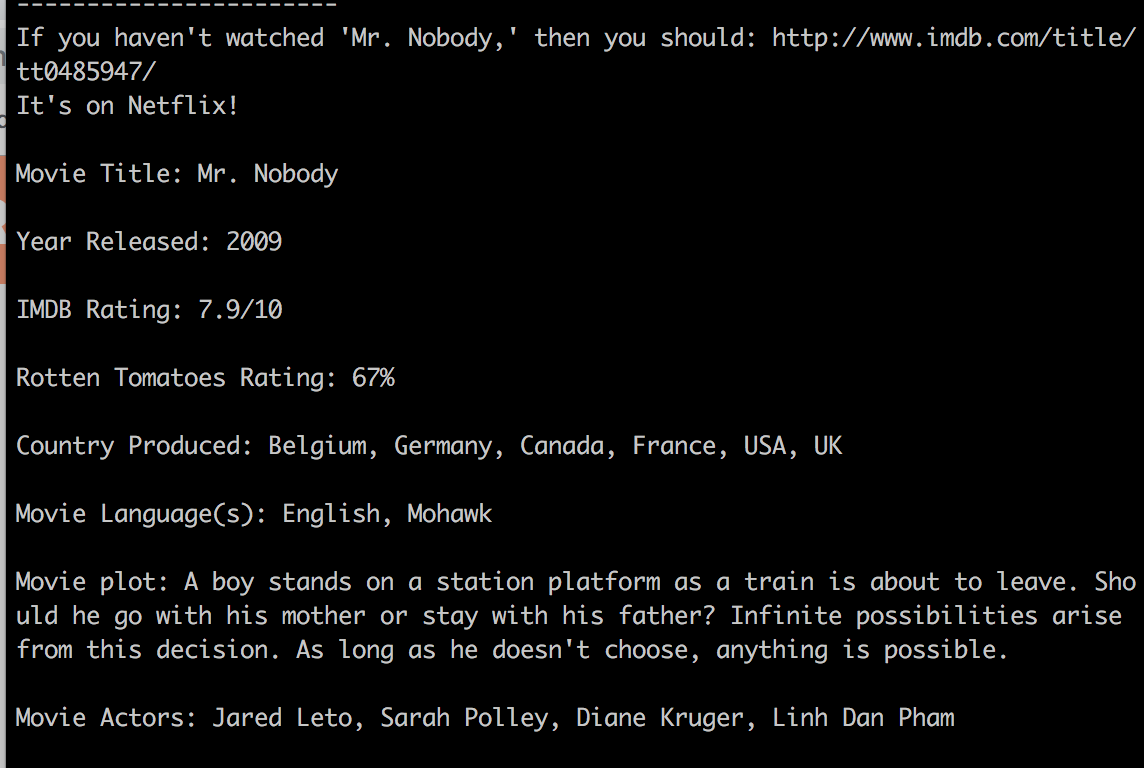 -----------------------
If you haven't watched 'Mr. Nobody,' then you should: http://www.imdb.com/title/
tt0485947/
It's on Netflix!
Movie Title: Mr. Nobody
Year Released: 2009
IMDB Rating: 7.9/10
Rotten Tomatoes Rating: 67%
Country Produced: Belgium, Germany, Canada, France, USA, UK
Movie Language(s): English, Mohawk
Movie plot: A boy stands on a station platform as a train is about to leave. Sho
uld he go with his mother or stay with his father? Infinite possibilities arise
from this decision. As long as he doesn't choose, anything is possible.
Movie Actors: Jared Leto, Sarah Polley, Diane Kruger, Linh Dan Pham